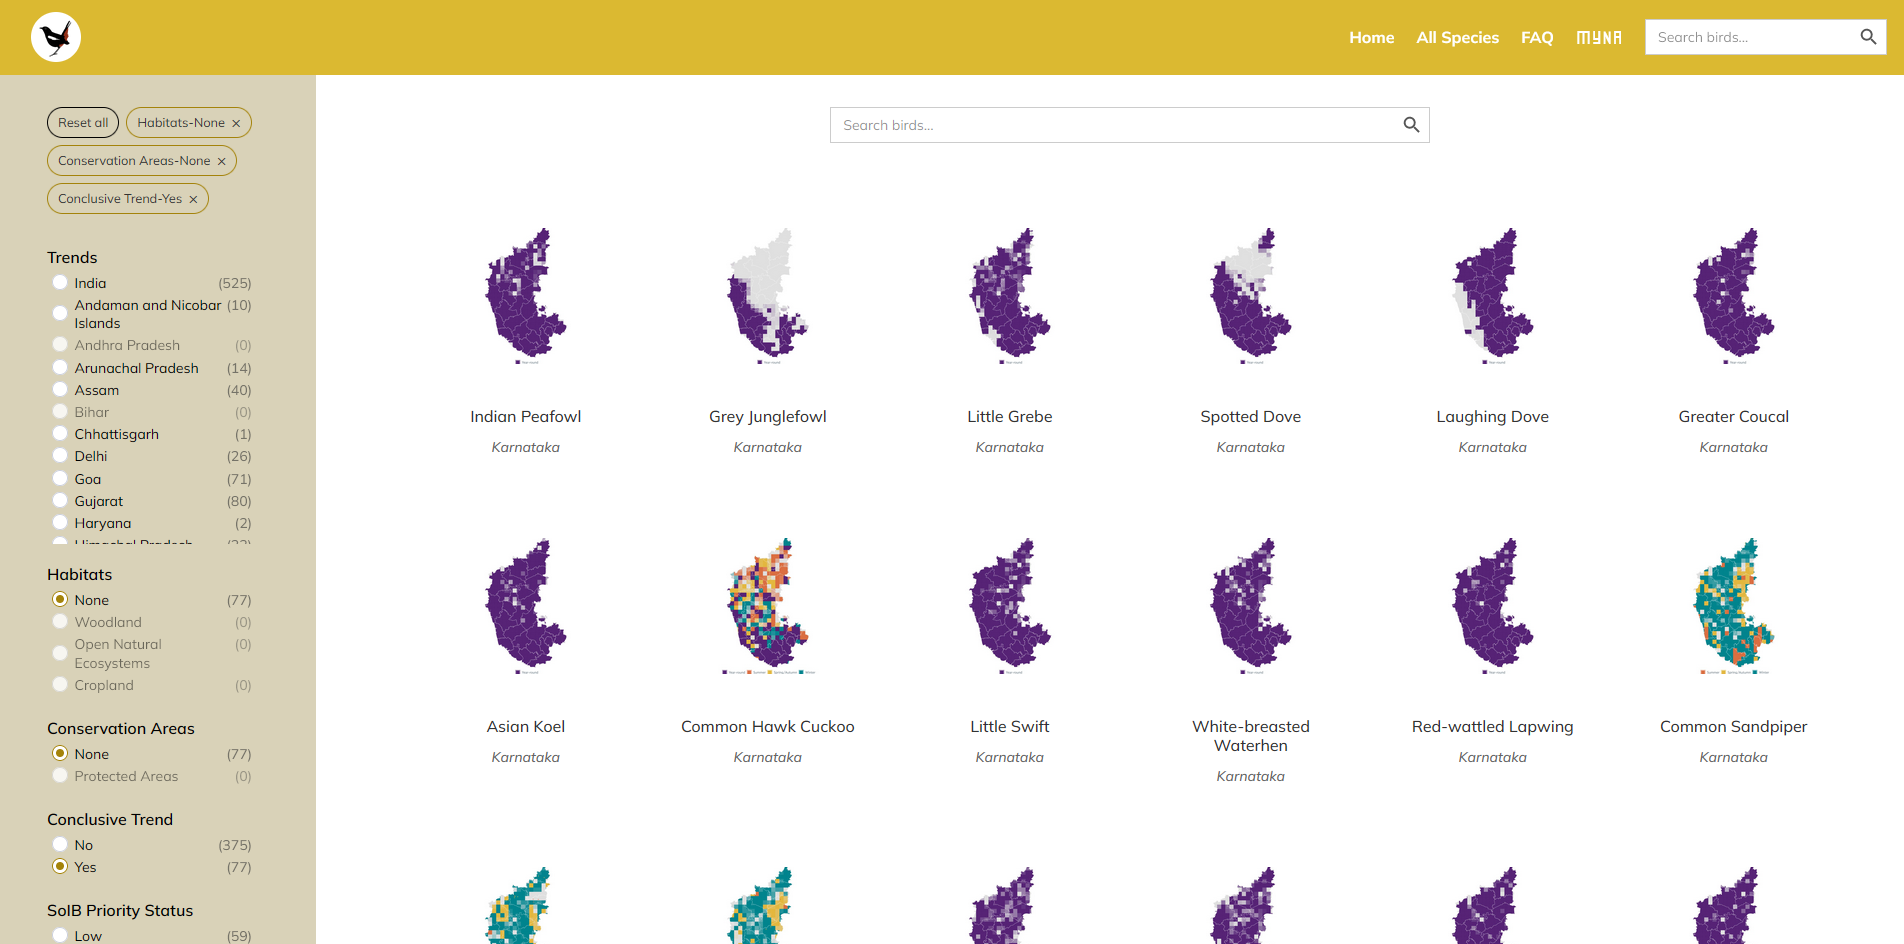 Home
All Species
FAQ
MYNA
Search birds...
Reset all
Habitats-None ×
Conservation Areas-None ×
Conclusive Trend-Yes ×
Trends
India (525)
Andaman and Nicobar (10)
Islands
Andhra Pradesh (0)
Arunachal Pradesh (14)
Assam (40)
Bihar (0)
Chhattisgarh (1)
Delhi (26)
Goa (71)
Gujarat (80)
Haryana (2)
Himachal Pradesh
Habitats
None (77)
Woodland (0)
Open Natural (0)
Ecosystems
Cropland (0)
Conservation Areas
None (77)
Protected Areas (0)
Conclusive Trend
No (375)
Yes (77)
SoIB Priority Status
Low (59)
Search birds...
Indian Peafowl
Karnataka
Grey Junglefowl
Karnataka
Little Grebe
Karnataka
Spotted Dove
Karnataka
Laughing Dove
Karnataka
Greater Coucal
Karnataka
Asian Koel
Karnataka
Common Hawk Cuckoo
Karnataka
Little Swift
Karnataka
White-breasted
Waterhen
Karnataka
Red-wattled Lapwing
Karnataka
Common Sandpiper
Karnataka